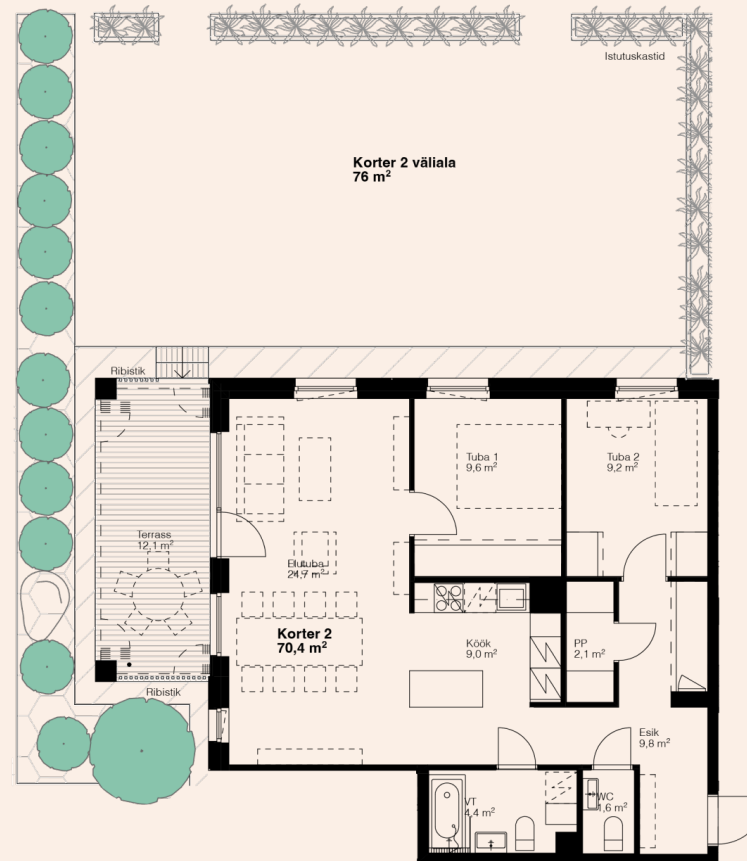 Istutuskastid
Korter 2 väliala
76 m²
Ribistik
Tuba 1
9,6 m²
Tuba 2
9,2 m²
Terrass
12,1 m²
Elutuba
24,7 m²
Korter 2
70,4 m²
Köök
9,0 m²
PP
2,1 m²
Ribistik
Esik
9,8 m²
VT
4,4 m²
WC
1,6 m²